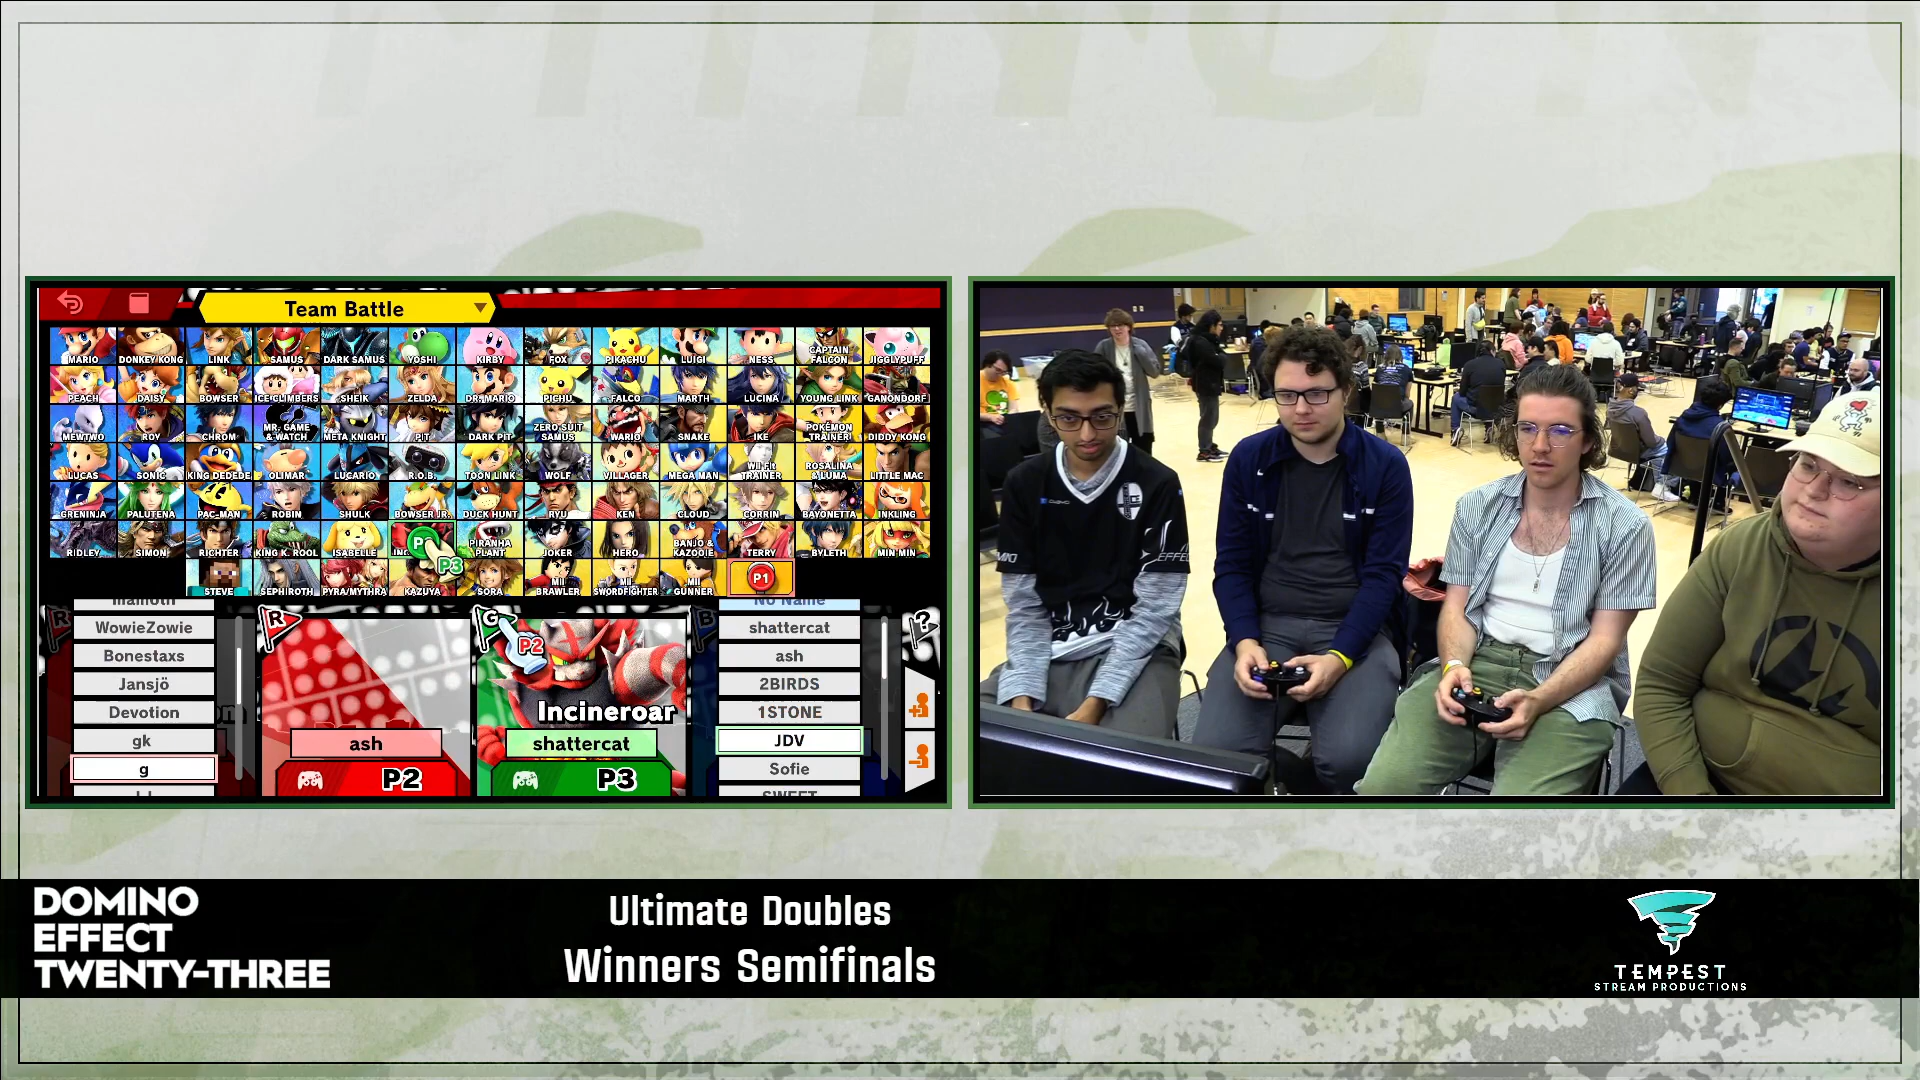 Team Battle
MARIO
DONKEY KONG
LINK
SAMUS
DARK SAMUS
YOSHI
KIRBY
FOX
PIKACHU
LUIGI
NESS
CAPTAIN FALCON
JIGGLYPUFF
PEACH
DAISY
BOWSER
ICE CLIMBERS
SHEIK
ZELDA
DR. MARIO
PICHU
FALCO
MARTH
LUCINA
YOUNG LINK
GANONDORF
MEWTWO
ROY
CHROM
MR. GAME & WATCH
META KNIGHT
PIT
DARK PIT
ZERO SUIT SAMUS
WARIO
SNAKE
IKE
POKÉMON TRAINER
DIDDY KONG
LUCAS
SONIC
KING DEDEDE
OLIMAR
LUCARIO
R.O.B.
TOON LINK
WOLF
VILLAGER
MEGA MAN
Wii Fit TRAINER
ROSALINA & LUMA
LITTLE MAC
GRENINJA
PALUTENA
PAC-MAN
ROBIN
SHULK
BOWSER JR.
DUCK HUNT
RYU
KEN
CLOUD
CORRIN
BAYONETTA
INKLING
RIDLEY
SIMON
RICHTER
KING K. ROOL
ISABELLE
P3
PIRANHA PLANT
JOKER
HERO
BANJO & KAZOOIE
TERRY
BYLETH
MIN MIN
STEVE
SEPHIROTH
PYRA/MYTHRA
KAZUYA
SORA
MII BRAWLER
MII SWORDFIGHTER
MII GUNNER
P1
WowieZowie
Bonestaxs
Jansjö
Devotion
gk
g
R
ash
P2
G
P2
Incineroar
shattercat
P3
B
No Name
shattercat
ash
2BIRDS
1STONE
JDV
Sofie
SWEET
?
DOMINO
EFFECT
TWENTY-THREE
Ultimate Doubles
Winners Semifinals
TEMPEST
STREAM PRODUCTIONS